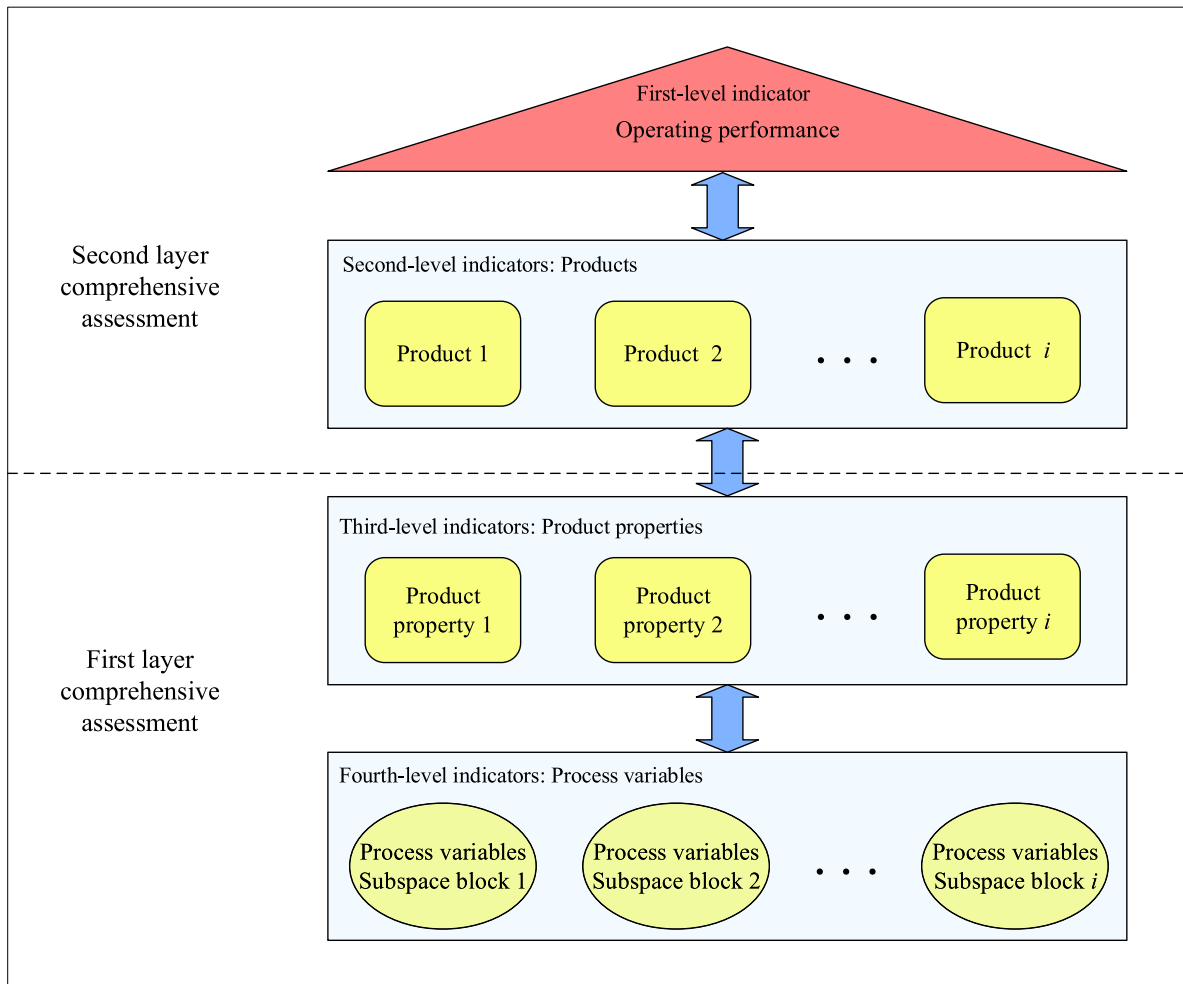 First-level indicator
Operating performance
Second layer
comprehensive
assessment
Second-level indicators: Products
Product 1
Product 2
. . .
Product i
Third-level indicators: Product properties
Product
property 1
Product
property 2
. . .
Product
property i
First layer
comprehensive
assessment
Fourth-level indicators: Process variables
Process variables
Subspace block 1
Process variables
Subspace block 2
. . .
Process variables
Subspace block i